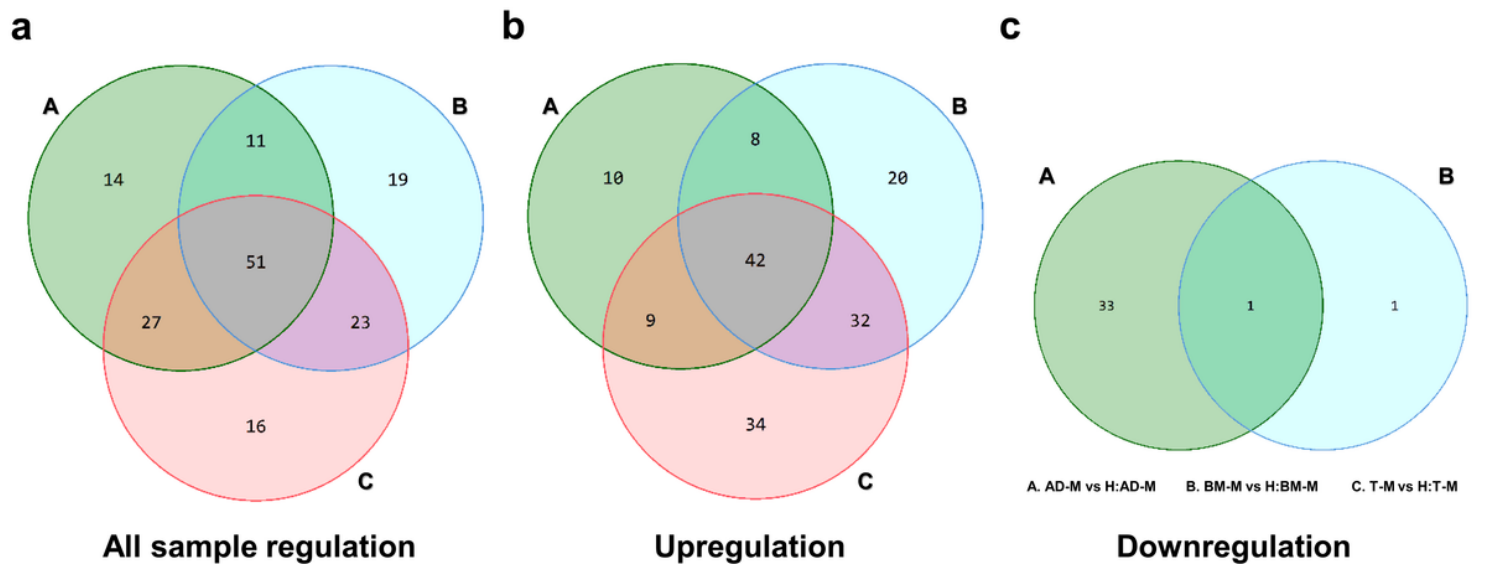 a
b
c
A
B
11
14
19
51
27
23
16
C
A
B
8
10
20
42
9
32
34
C
A
B
33
1
1
A. AD-M vs H:AD-M B. BM-M vs H:BM-M C. T-M vs H:T-M
All sample regulation
Upregulation
Downregulation